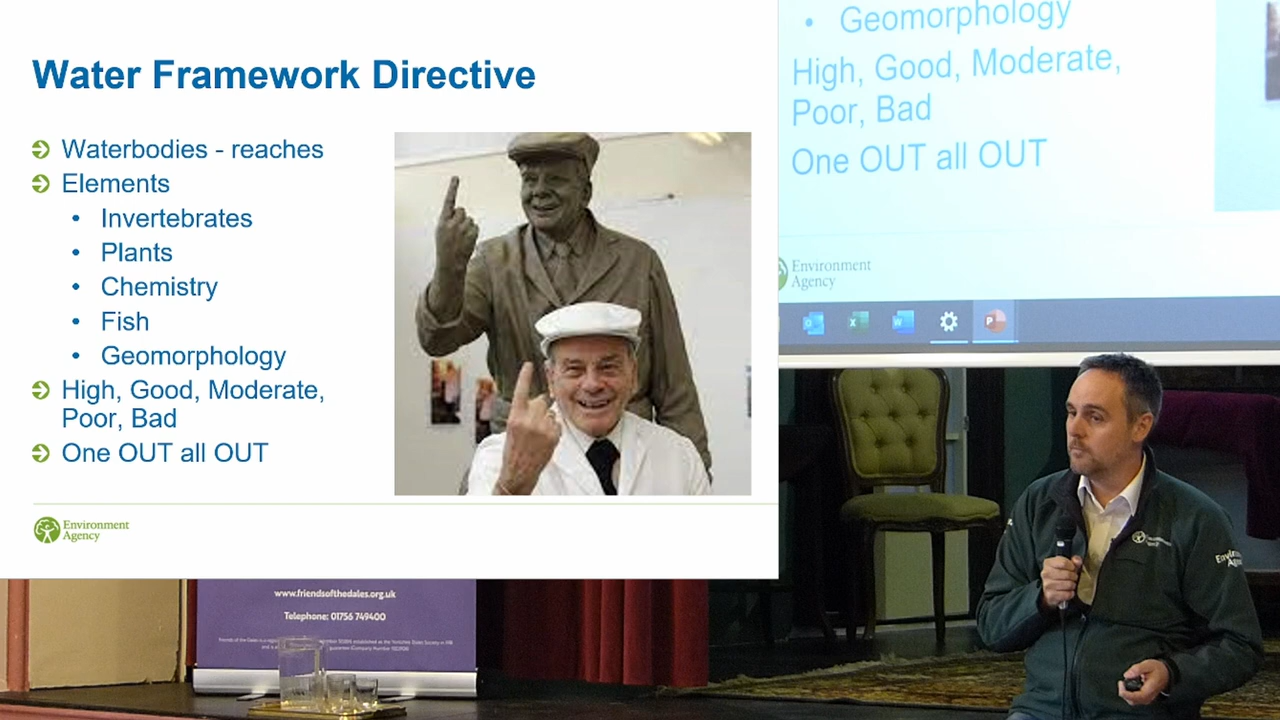 Water Framework Directive
Waterbodies - reaches
Elements
• Invertebrates
• Plants
• Chemistry
• Fish
• Geomorphology
High, Good, Moderate,
Poor, Bad
One OUT all OUT
Environment
Agency
• Geomorphology
High, Good, Moderate,
Poor, Bad
One OUT all OUT
Environment
Agency
www.friendsofthedales.org.uk
Telephone: 01756 749400